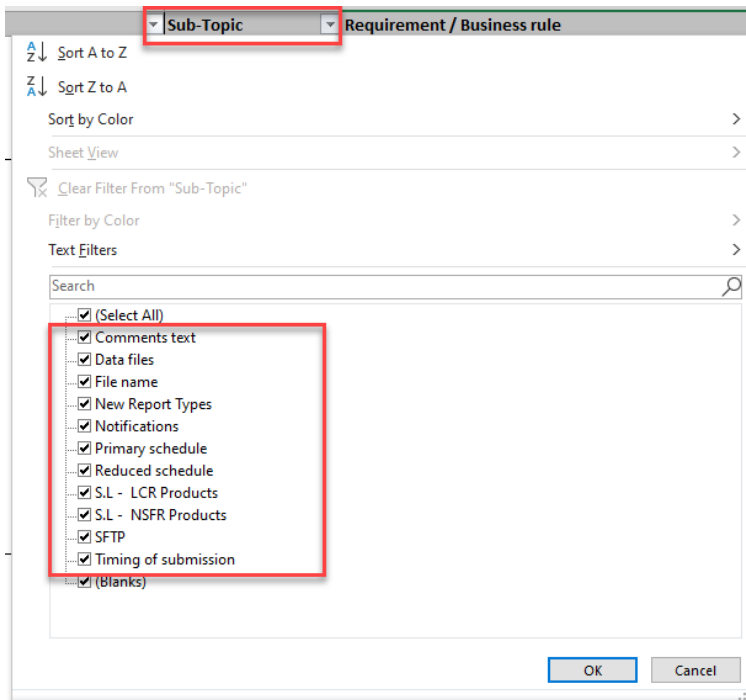 Sub-Topic Requirement / Business rule
Sort A to Z
Sort Z to A
Sort by Color
Sheet View
Clear Filter From "Sub-Topic"
Filter by Color
Text Filters
Search
(Select All)
Comments text
Data files
File name
New Report Types
Notifications
Primary schedule
Reduced schedule
S.L - LCR Products
S.L - NSFR Products
SFTP
Timing of submission
(Blanks)
OK Cancel